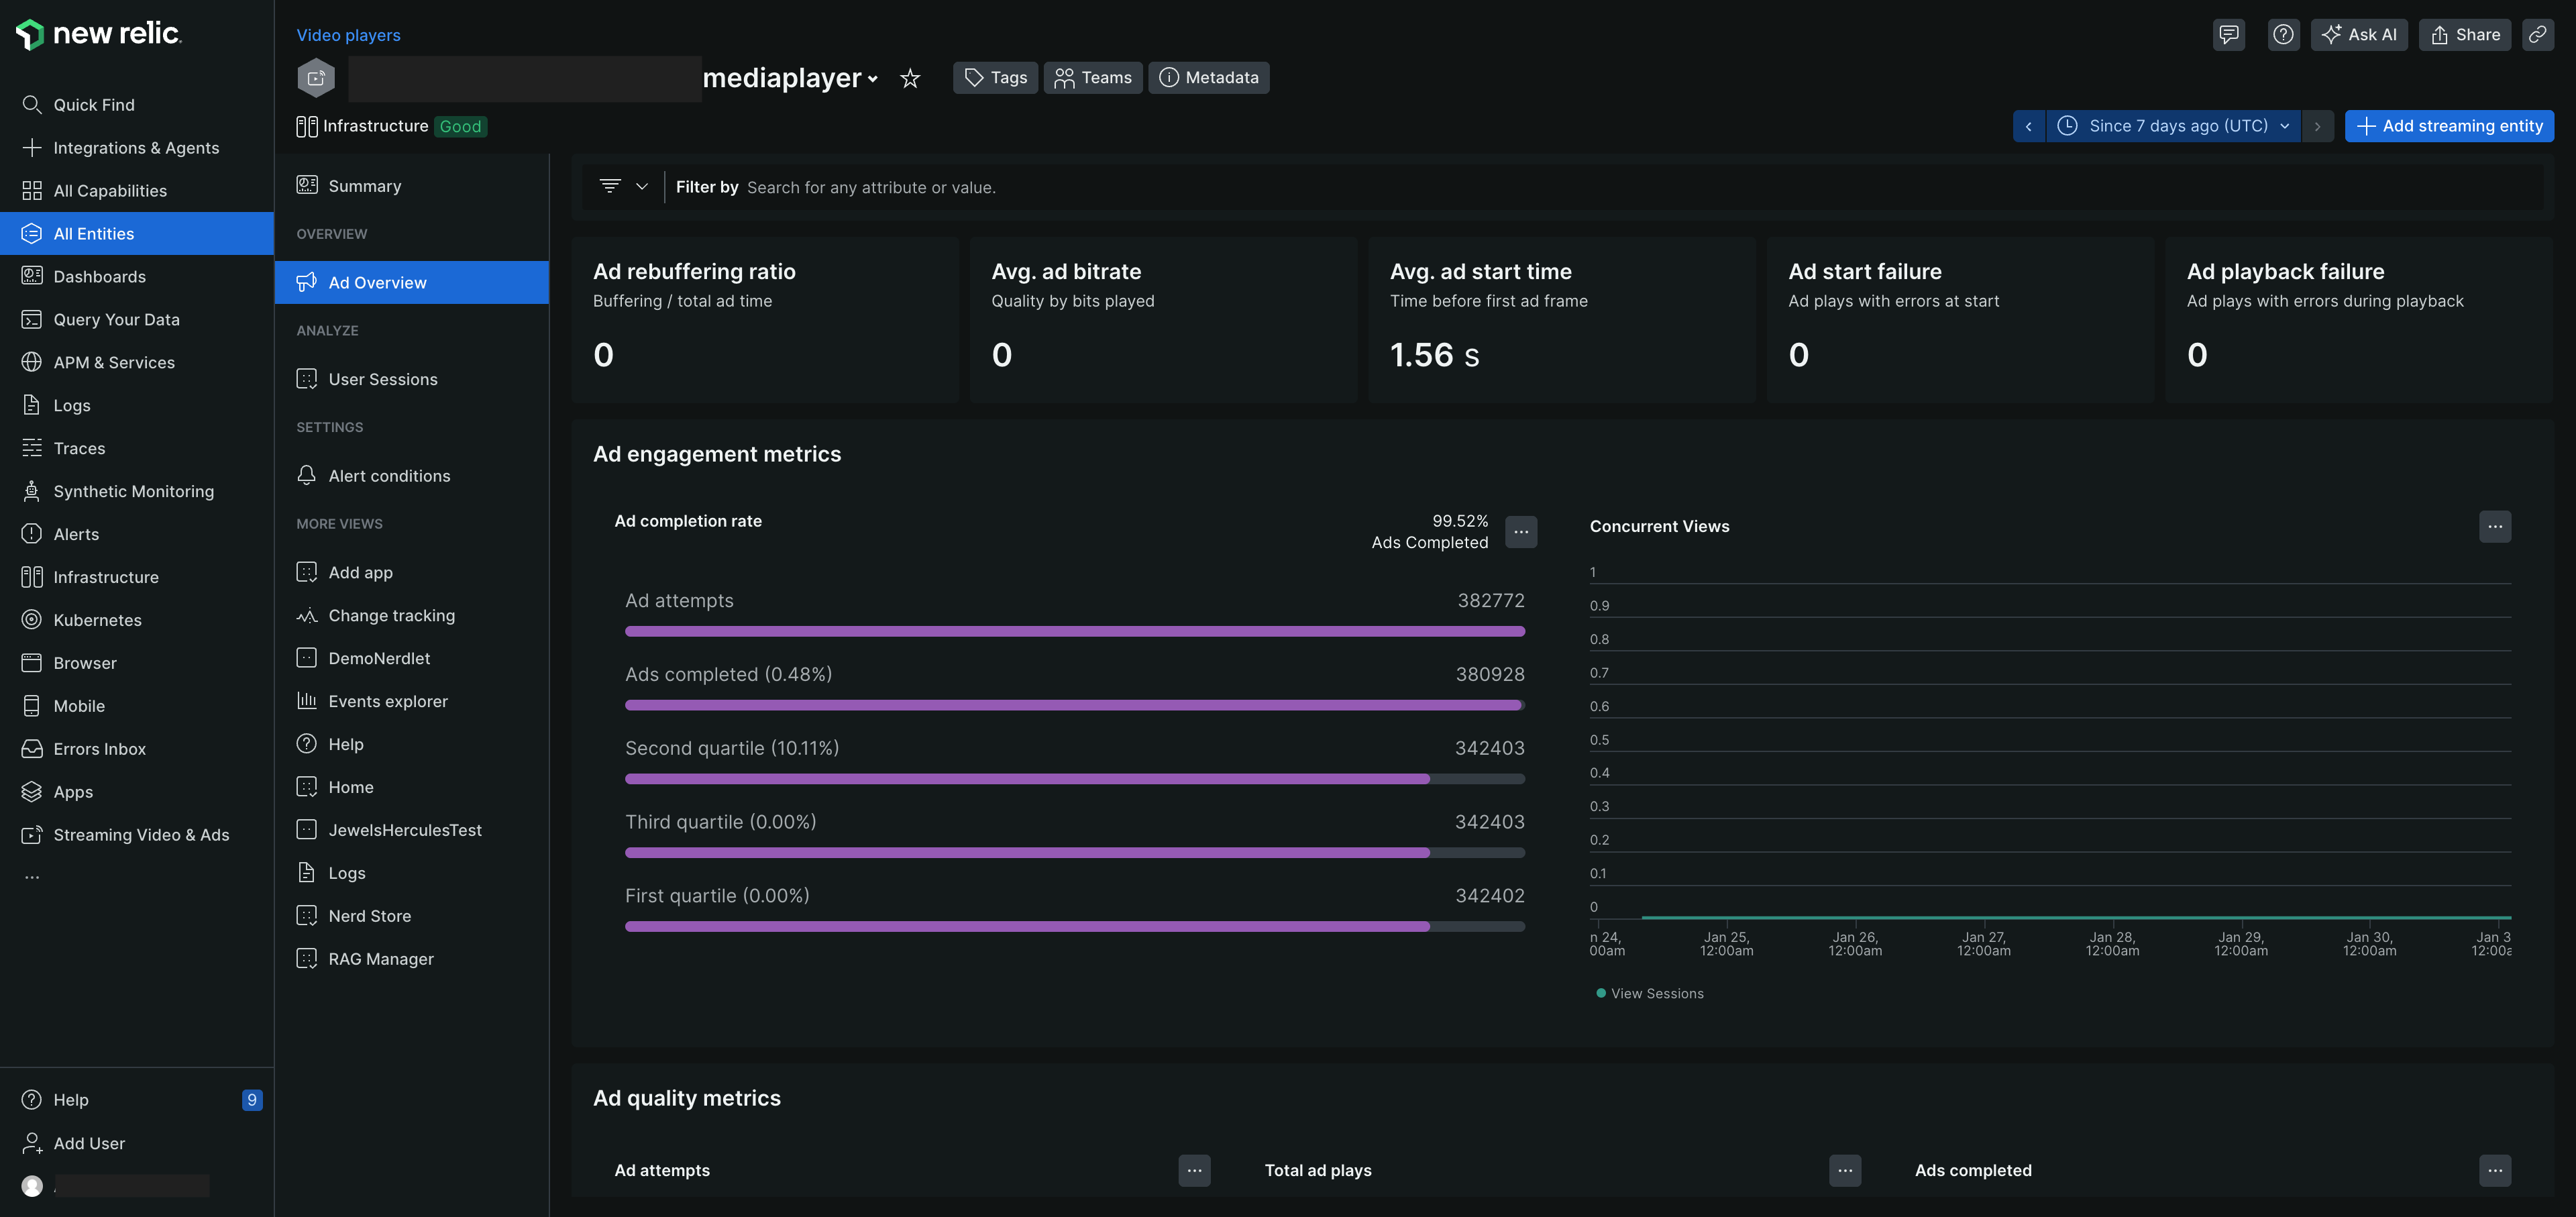 new relic.
Quick Find
Integrations & Agents
All Capabilities
All Entities
Dashboards
Query Your Data
APM & Services
Logs
Traces
Synthetic Monitoring
Alerts
Infrastructure
Kubernetes
Browser
Mobile
Errors Inbox
Apps
Streaming Video & Ads
...
Help 9
Add User
Video players
mediaplayer
Tags
Teams
Metadata
Ask AI
Share
Infrastructure Good
Since 7 days ago (UTC)
Add streaming entity
Summary
OVERVIEW
Ad Overview
ANALYZE
User Sessions
SETTINGS
Alert conditions
MORE VIEWS
Add app
Change tracking
DemoNerdlet
Events explorer
Help
Home
JewelsHerculesTest
Logs
Nerd Store
RAG Manager
Filter by Search for any attribute or value.
Ad rebuffering ratio
Buffering / total ad time
0
Avg. ad bitrate
Quality by bits played
0
Avg. ad start time
Time before first ad frame
1.56 s
Ad start failure
Ad plays with errors at start
0
Ad playback failure
Ad plays with errors during playback
0
Ad engagement metrics
Ad completion rate
99.52%
Ads Completed
...
Ad attempts 382772
Ads completed (0.48%) 380928
Second quartile (10.11%) 342403
Third quartile (0.00%) 342403
First quartile (0.00%) 342402
Concurrent Views
...
1
0.9
0.8
0.7
0.6
0.5
0.4
0.3
0.2
0.1
0
n 24,
00am
Jan 25,
12:00am
Jan 26,
12:00am
Jan 27,
12:00am
Jan 28,
12:00am
Jan 29,
12:00am
Jan 30,
12:00am
Jan 3
12:00a
View Sessions
Ad quality metrics
Ad attempts
...
Total ad plays
...
Ads completed
...